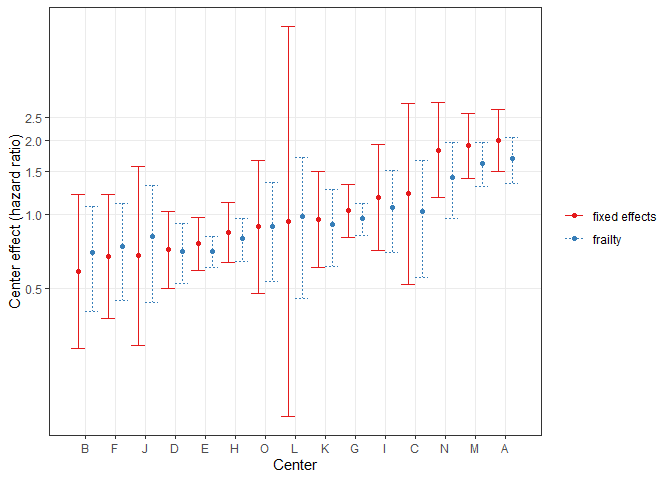 Center effect (hazard ratio)
2.5
2.0
1.5
1.0
0.5
B F J D E H O L K G I C N M A
Center
fixed effects
frailty